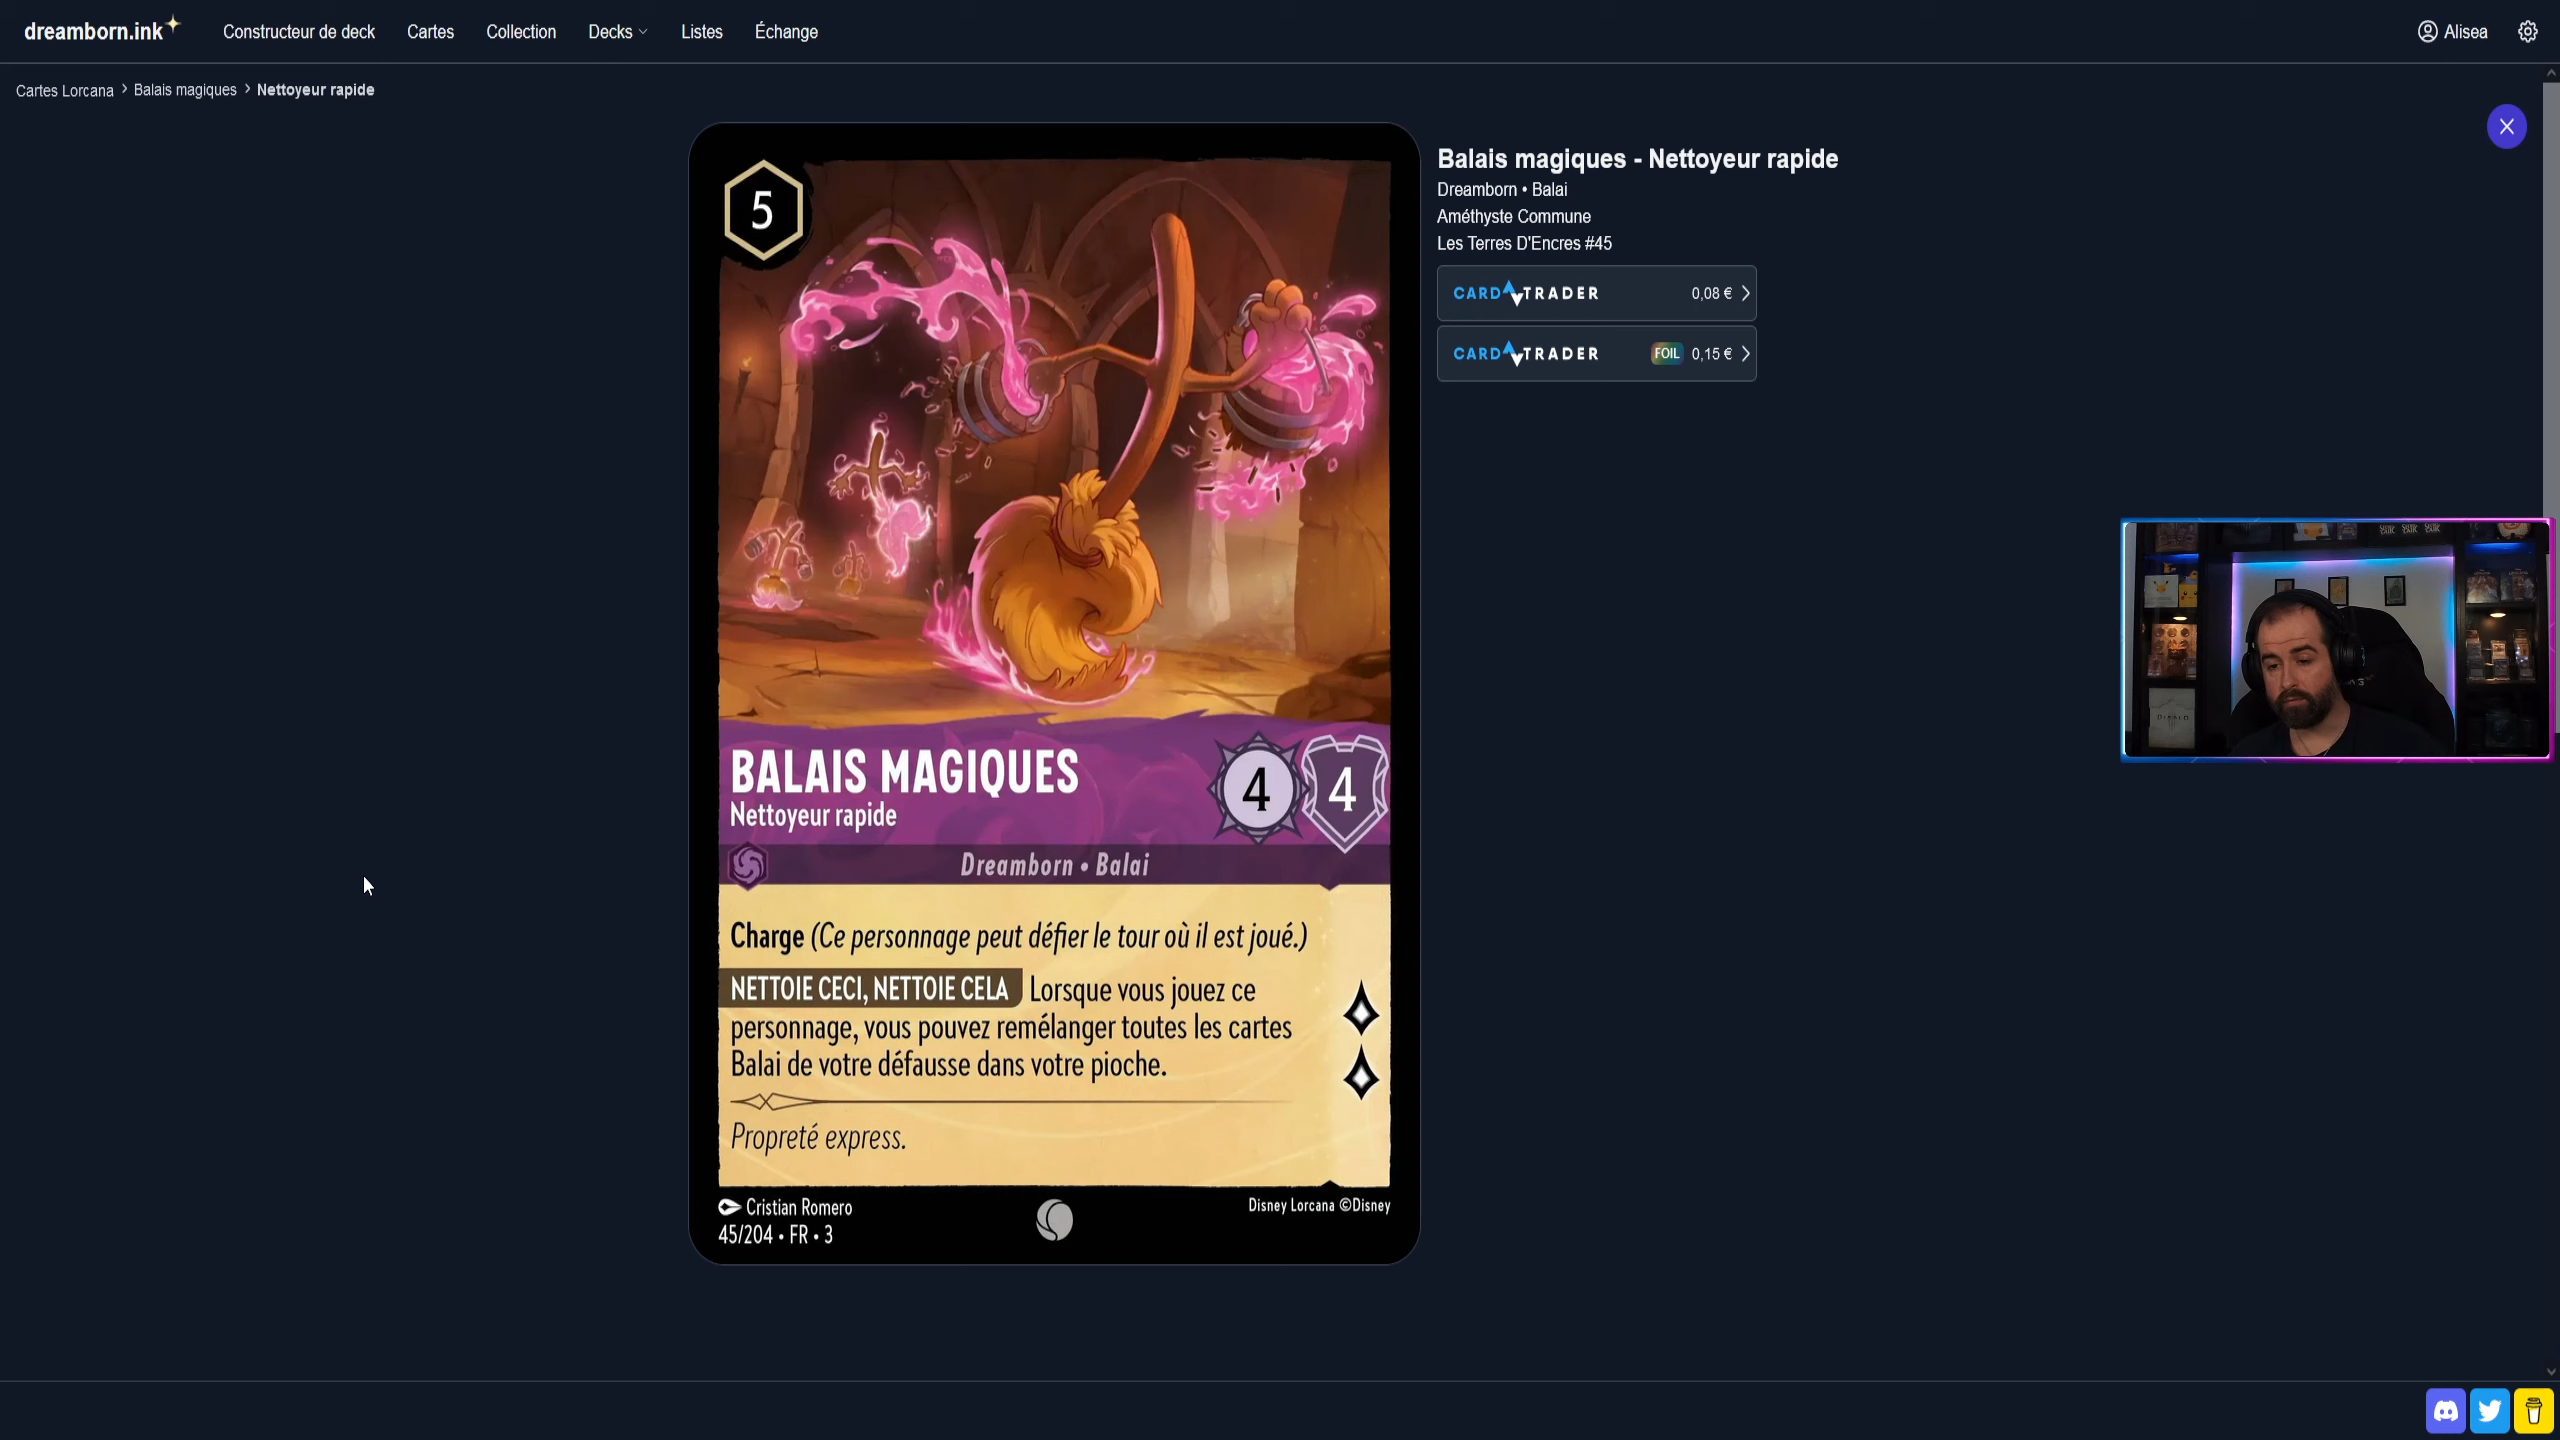 dreamborn.ink
Constructeur de deck
Cartes
Collection
Decks
Listes
Échange
Alisea
Cartes Lorcana > Balais magiques > Nettoyeur rapide
5
BALAIS MAGIQUES
Nettoyeur rapide
4
4
Dreamborn • Balai
Charge (Ce personnage peut défier le tour où il est joué.)
NETTOIE CECI, NETTOIE CELA Lorsque vous jouez ce
personnage, vous pouvez remélanger toutes les cartes
Balai de votre défausse dans votre pioche.
Propreté express.
Cristian Romero
45/204 • FR • 3
Disney Lorcana ©Disney
Balais magiques - Nettoyeur rapide
Dreamborn • Balai
Améthyste Commune
Les Terres D'Encres #45
CARD TRADER 0,08 €
CARD TRADER FOIL 0,15 €